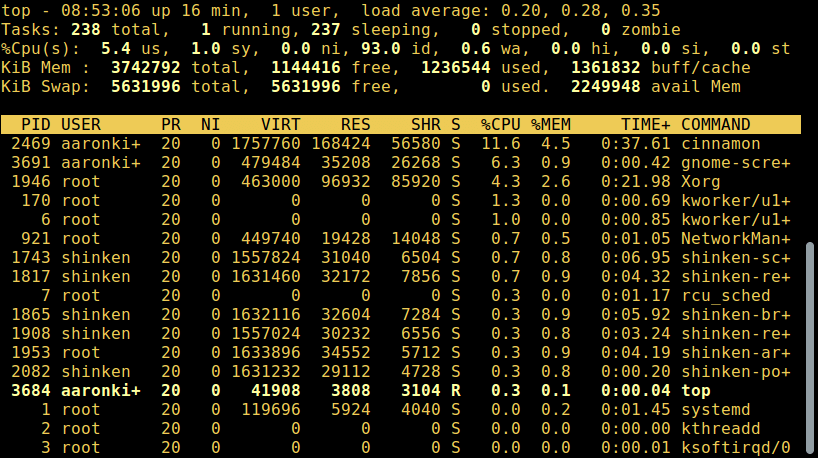 top - 08:53:06 up 16 min,  1 user,  load average: 0.20, 0.28, 0.35
Tasks: 238 total,   1 running, 237 sleeping,   0 stopped,   0 zombie
%Cpu(s):  5.4 us,  1.0 sy,  0.0 ni, 93.0 id,  0.6 wa,  0.0 hi,  0.0 si,  0.0 st
KiB Mem :  3742792 total,  1144416 free,  1236544 used,  1361832 buff/cache
KiB Swap:  5631996 total,  5631996 free,        0 used.  2249948 avail Mem
  PID USER      PR  NI    VIRT    RES    SHR S  %CPU %MEM     TIME+ COMMAND
 2469 aaronki+  20   0 1757760 168424  56580 S  11.6  4.5   0:37.61 cinnamon
 3691 aaronki+  20   0  479484  35208  26268 S   6.3  0.9   0:00.42 gnome-scre+
 1946 root      20   0  463000  96932  85920 S   4.3  2.6   0:21.98 Xorg
  170 root      20   0       0      0      0 S   1.3  0.0   0:00.69 kworker/u1+
    6 root      20   0       0      0      0 S   1.0  0.0   0:00.85 kworker/u1+
  921 root      20   0  449740  19428  14048 S   0.7  0.5   0:01.05 NetworkMan+
 1743 shinken   20   0 1557824  31040   6504 S   0.7  0.8   0:06.95 shinken-sc+
 1817 shinken   20   0 1631460  32172   7856 S   0.7  0.9   0:04.32 shinken-re+
    7 root      20   0       0      0      0 S   0.3  0.0   0:01.17 rcu_sched
 1865 shinken   20   0 1632116  32604   7284 S   0.3  0.9   0:05.92 shinken-br+
 1908 shinken   20   0 1557024  30232   6556 S   0.3  0.8   0:03.24 shinken-re+
 1953 root      20   0 1633896  34552   5712 S   0.3  0.9   0:04.19 shinken-ar+
 2082 shinken   20   0 1631232  29112   4728 S   0.3  0.8   0:00.20 shinken-po+
 3684 aaronki+  20   0   41908   3808   3104 R   0.3  0.1   0:00.04 top
    1 root      20   0  119696   5924   4040 S   0.0  0.2   0:01.45 systemd
    2 root      20   0       0      0      0 S   0.0  0.0   0:00.00 kthreadd
    3 root      20   0       0      0      0 S   0.0  0.0   0:00.01 ksoftirqd/0